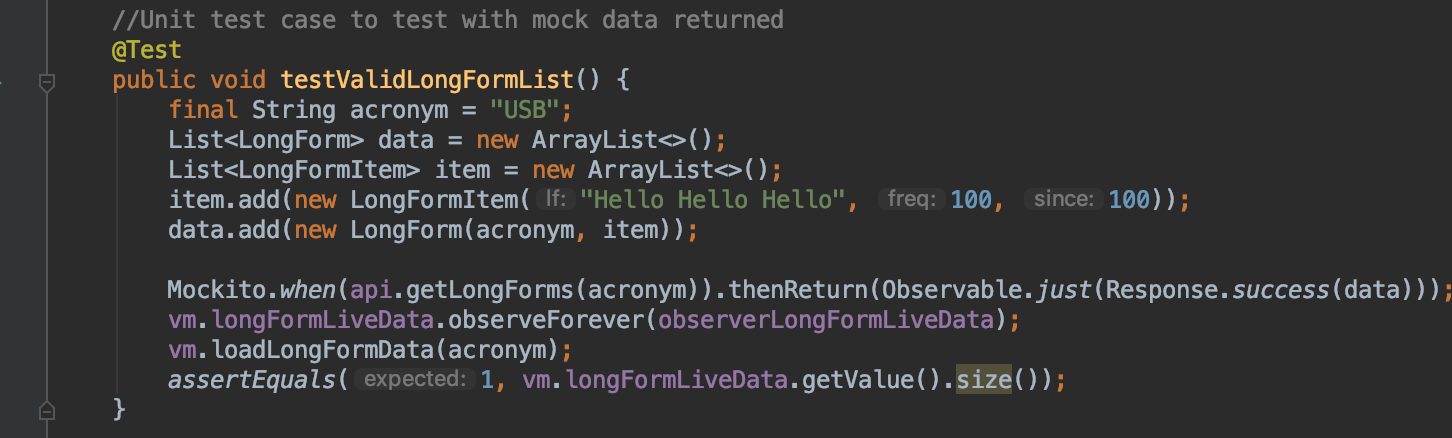 //Unit test case to test with mock data returned
@Test
public void testValidLongFormList() {
final String acronym = "USB";
List<LongForm> data = new ArrayList<>();
List<LongFormItem> item = new ArrayList<>();
item.add(new LongFormItem( lf: "Hello Hello Hello", freq: 100, since: 100));
data.add(new LongForm(acronym, item));
Mockito.when(api.getLongForms(acronym)).thenReturn(Observable.just(Response.success(data)));
vm.longFormLiveData.observeForever(observerLongFormLiveData);
vm.loadLongFormData(acronym);
assertEquals( expected: 1, vm.longFormLiveData.getValue().size());
}